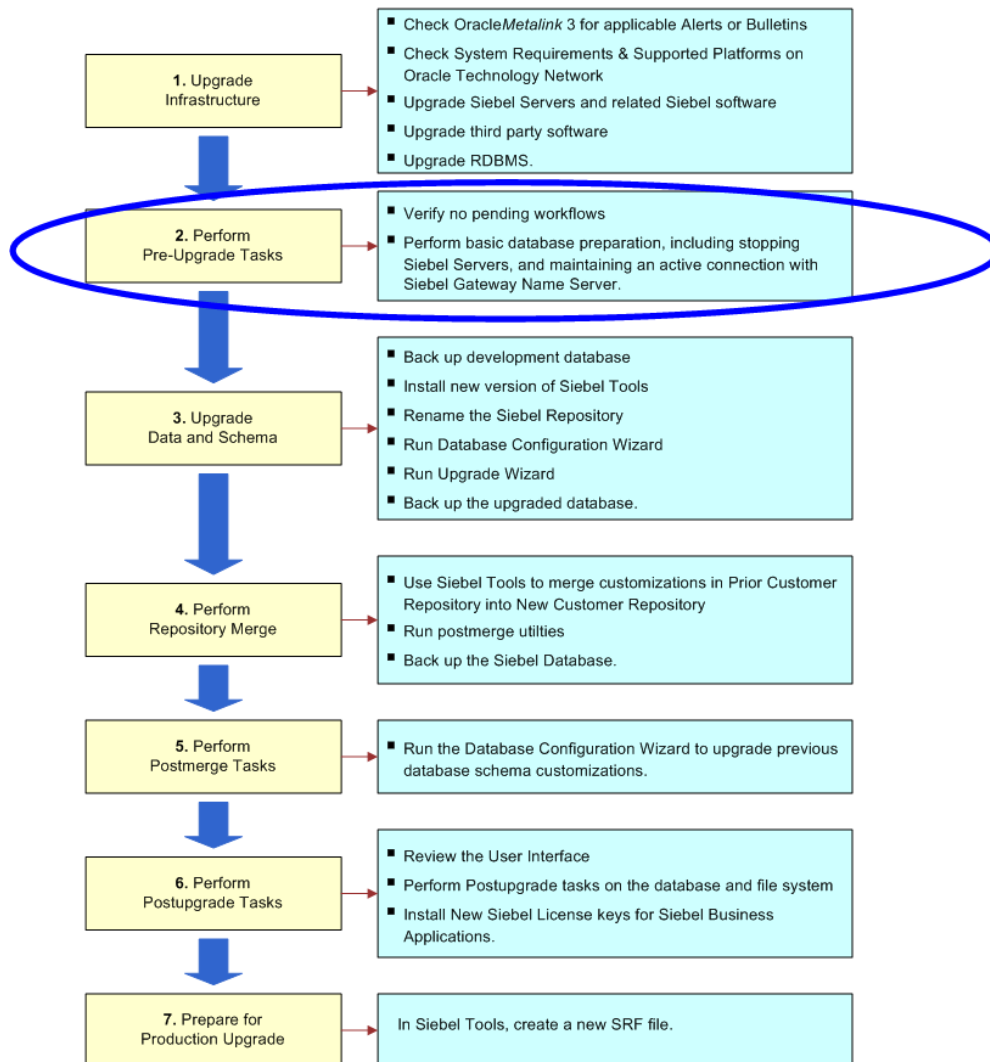 1. Upgrade
Infrastructure
■ Check OracleMetalink 3 for applicable Alerts or Bulletins
■ Check System Requirements & Supported Platforms on
Oracle Technology Network
■ Upgrade Siebel Servers and related Siebel software
■ Upgrade third party software
■ Upgrade RDBMS.
2. Perform
Pre-Upgrade Tasks
■ Verify no pending workflows
■ Perform basic database preparation, including stopping
Siebel Servers, and maintaining an active connection with
Siebel Gateway Name Server.
3. Upgrade
Data and Schema
■ Back up development database
■ Install new version of Siebel Tools
■ Rename the Siebel Repository
■ Run Database Configuration Wizard
■ Run Upgrade Wizard
■ Back up the upgraded database.
4. Perform
Repository Merge
■ Use Siebel Tools to merge customizations in Prior Customer
Repository into New Customer Repository
■ Run postmerge utilties
■ Back up the Siebel Database.
5. Perform
Postmerge Tasks
■ Run the Database Configuration Wizard to upgrade previous
database schema customizations.
6. Perform
Postupgrade Tasks
■ Review the User Interface
■ Perform Postupgrade tasks on the database and file system
■ Install New Siebel License keys for Siebel Business
Applications.
7. Prepare for
Production Upgrade
In Siebel Tools, create a new SRF file.